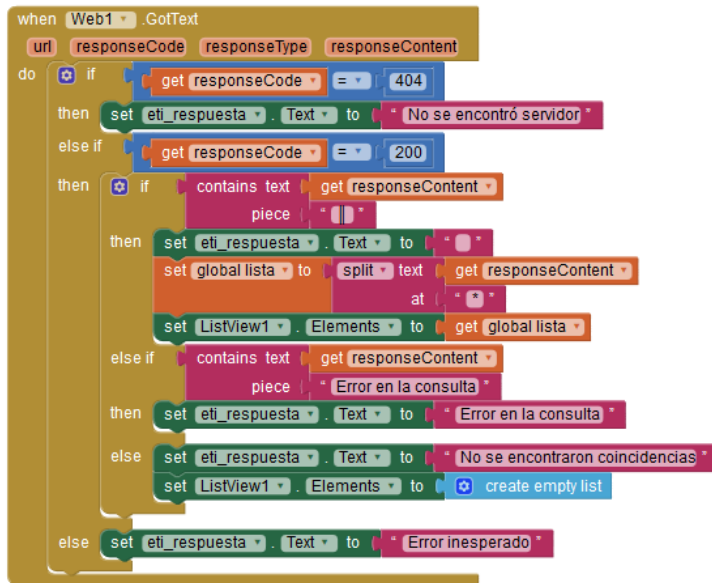 when Web1 .GotText
url responseCode responseType responseContent
do if get responseCode = 404
then set eti_respuesta . Text to " No se encontró servidor "
else if get responseCode = 200
then if contains text get responseContent
piece " || "
then set eti_respuesta . Text to " "
set global lista to split text get responseContent
at " * "
set ListView1 . Elements to get global lista
else if contains text get responseContent
piece " Error en la consulta "
then set eti_respuesta . Text to " Error en la consulta "
else set eti_respuesta . Text to " No se encontraron coincidencias "
set ListView1 . Elements to create empty list
else set eti_respuesta . Text to " Error inesperado "